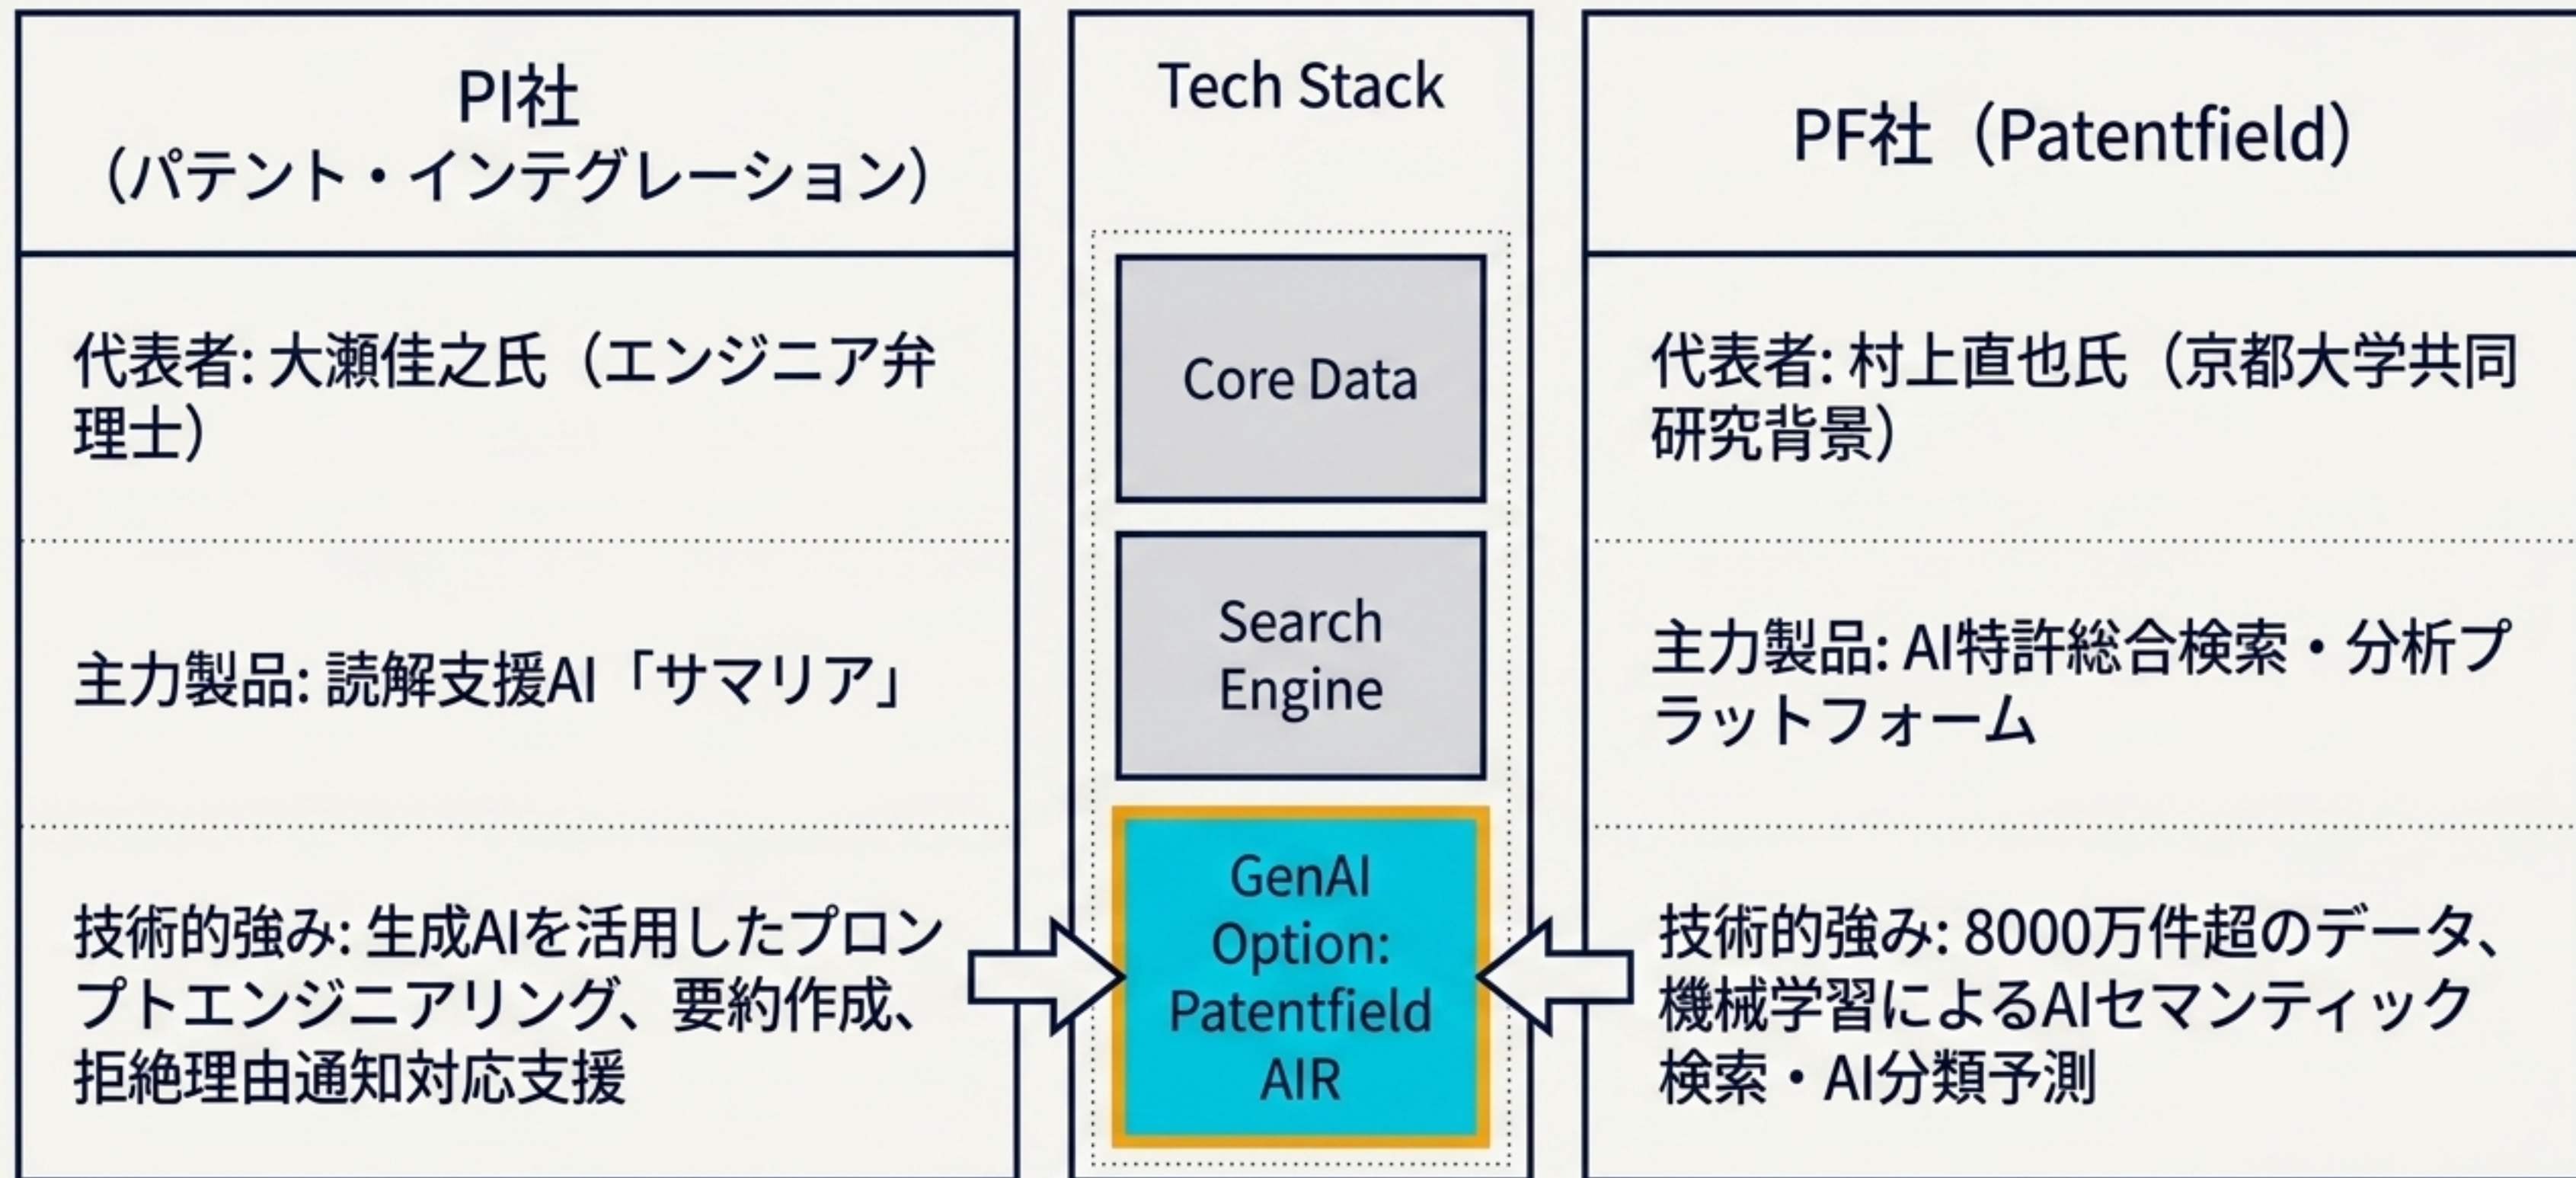 PI社
（パテント・インテグレーション）
代表者: 大瀬佳之氏（エンジニア弁
理士）
主力製品: 読解支援AI「サマリア」
技術的強み: 生成AIを活用したプロン
プトエンジニアリング、要約作成、
拒絶理由通知対応支援
Tech Stack
Core Data
Search
Engine
GenAI
Option:
Patentfield
AIR
PF社（Patentfield）
代表者: 村上直也氏（京都大学共同
研究背景）
主力製品: AI特許総合検索・分析プ
ラットフォーム
技術的強み: 8000万件超のデータ、
機械学習によるAIセマンティック
検索・AI分類予測